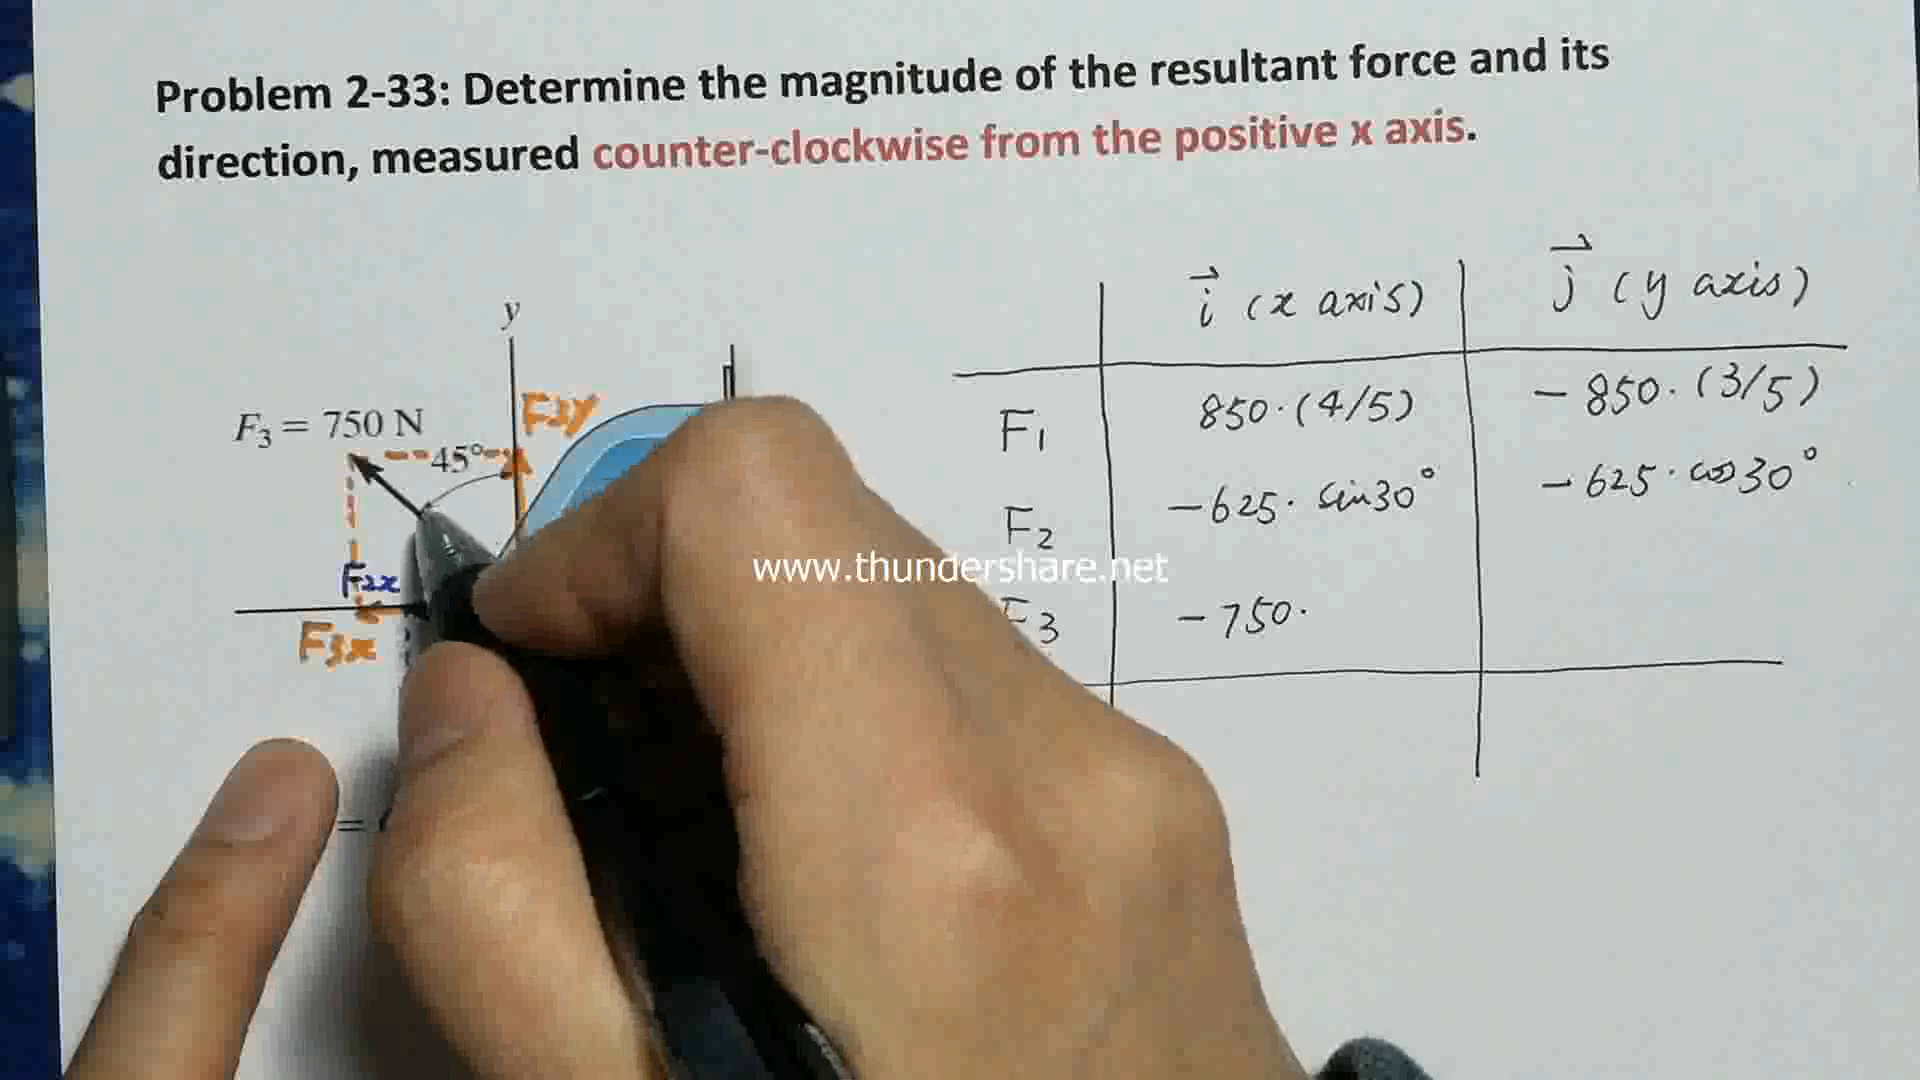 Problem 2-33: Determine the magnitude of the resultant force and its
direction, measured counter-clockwise from the positive x axis.
y
F3y
F₃ = 750 N
45°
F2x
F3x
=
i (x axis) j (y axis)
F1 850·(4/5) -850·(3/5)
F2 -625·sin30° -625·cos30°
F3 -750·
www.thundershare.net